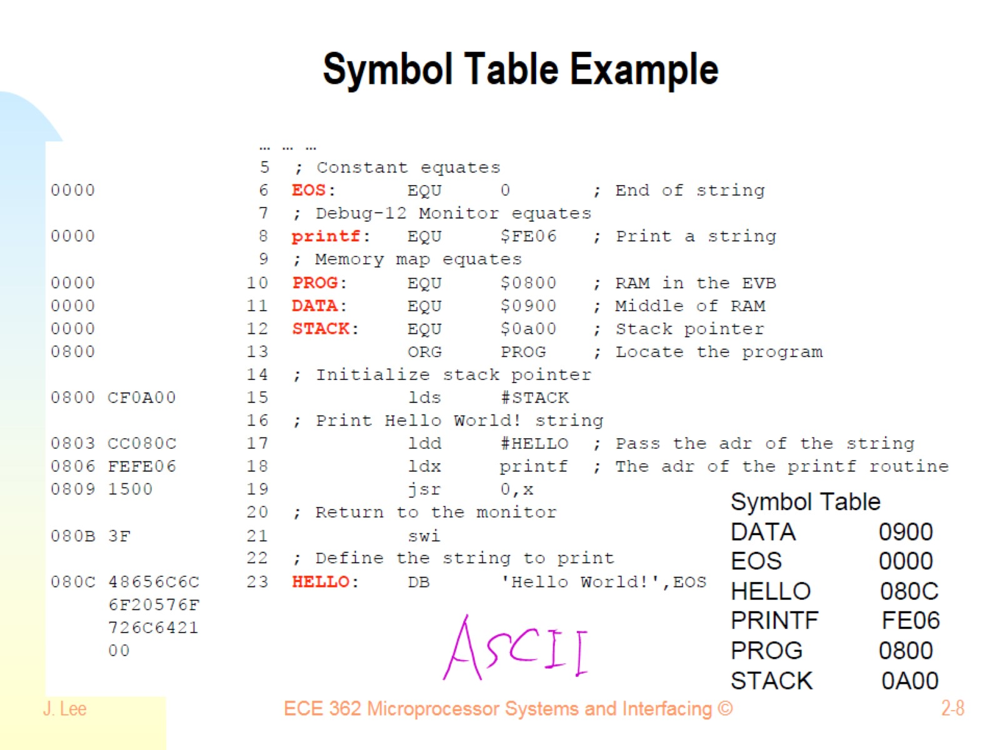 Symbol Table Example
… … …
5 ; Constant equates
0000 6 EOS: EQU 0 ; End of string
7 ; Debug-12 Monitor equates
0000 8 printf: EQU $FE06 ; Print a string
9 ; Memory map equates
0000 10 PROG: EQU $0800 ; RAM in the EVB
0000 11 DATA: EQU $0900 ; Middle of RAM
0000 12 STACK: EQU $0a00 ; Stack pointer
0800 13 ORG PROG ; Locate the program
14 ; Initialize stack pointer
0800 CF0A00 15 lds #STACK
16 ; Print Hello World! string
0803 CC080C 17 ldd #HELLO ; Pass the adr of the string
0806 FEFE06 18 ldx printf ; The adr of the printf routine
0809 1500 19 jsr 0,x
20 ; Return to the monitor
080B 3F 21 swi
22 ; Define the string to print
080C 48656C6C 23 HELLO: DB 'Hello World!',EOS
6F20576F
726C6421
00
ASCII
Symbol Table
DATA 0900
EOS 0000
HELLO 080C
PRINTF FE06
PROG 0800
STACK 0A00
J. Lee ECE 362 Microprocessor Systems and Interfacing © 2-8